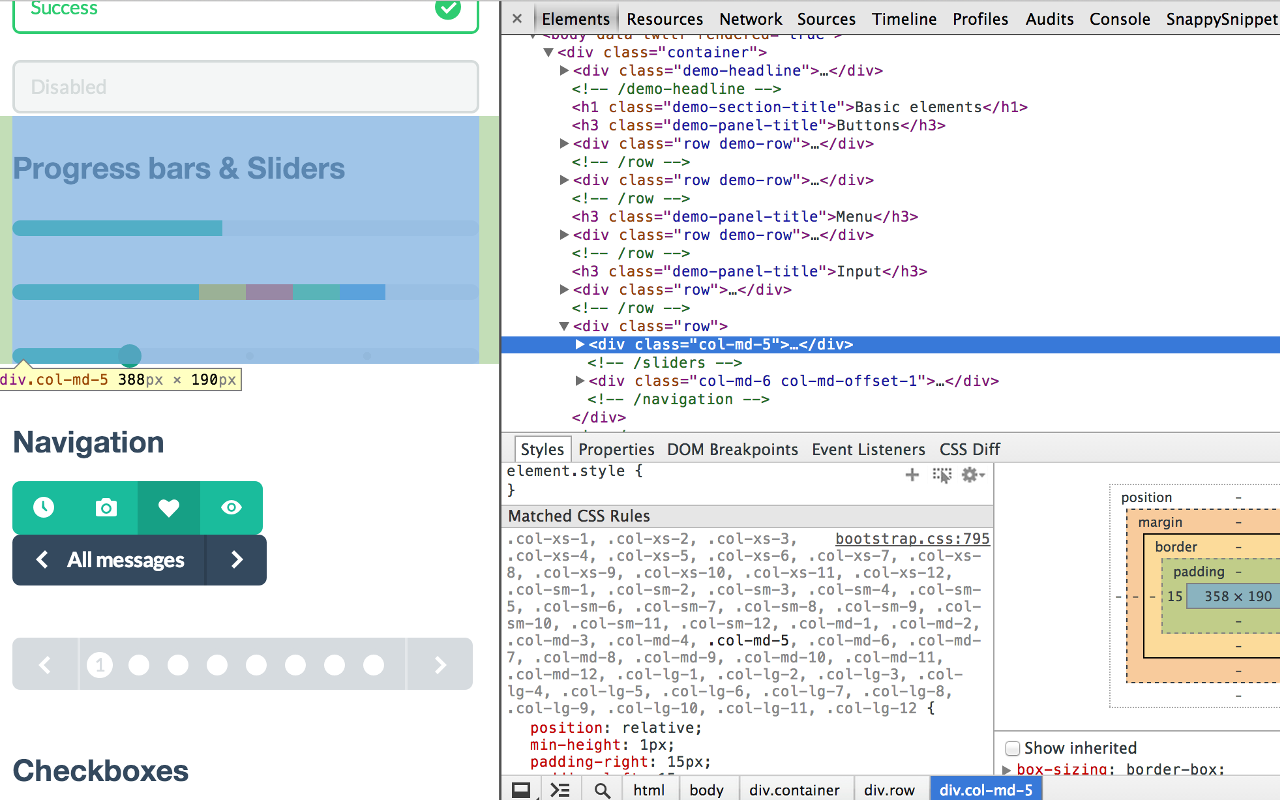 Success
Disabled
Progress bars & Sliders
div.col-md-5 388px × 190px
Navigation
All messages
1
Checkboxes
× Elements Resources Network Sources Timeline Profiles Audits Console SnappySnippet
<body data-twttr-rendered="true">
▼<div class="container">
▶<div class="demo-headline">…</div>
<!-- /demo-headline -->
<h1 class="demo-section-title">Basic elements</h1>
<h3 class="demo-panel-title">Buttons</h3>
▶<div class="row demo-row">…</div>
<!-- /row -->
▶<div class="row demo-row">…</div>
<!-- /row -->
<h3 class="demo-panel-title">Menu</h3>
▶<div class="row demo-row">…</div>
<!-- /row -->
<h3 class="demo-panel-title">Input</h3>
▶<div class="row">…</div>
<!-- /row -->
▼<div class="row">
▶<div class="col-md-5">…</div>
<!-- /sliders -->
▶<div class="col-md-6 col-md-offset-1">…</div>
<!-- /navigation -->
</div>
Styles Properties DOM Breakpoints Event Listeners CSS Diff
element.style {
}
Matched CSS Rules
.col-xs-1, .col-xs-2, .col-xs-3, bootstrap.css:795
.col-xs-4, .col-xs-5, .col-xs-6, .col-xs-7, .col-xs-
8, .col-xs-9, .col-xs-10, .col-xs-11, .col-xs-12,
.col-sm-1, .col-sm-2, .col-sm-3, .col-sm-4, .col-sm-
5, .col-sm-6, .col-sm-7, .col-sm-8, .col-sm-9, .col-
sm-10, .col-sm-11, .col-sm-12, .col-md-1, .col-md-2,
.col-md-3, .col-md-4, .col-md-5, .col-md-6, .col-md-
7, .col-md-8, .col-md-9, .col-md-10, .col-md-11,
.col-md-12, .col-lg-1, .col-lg-2, .col-lg-3, .col-
lg-4, .col-lg-5, .col-lg-6, .col-lg-7, .col-lg-8,
.col-lg-9, .col-lg-10, .col-lg-11, .col-lg-12 {
position: relative;
min-height: 1px;
padding-right: 15px;
position -
margin -
border -
padding -
- - - 15 358 × 190
-
-
-
-
Show inherited
▶ box-sizing: border-box;
html body div.container div.row div.col-md-5